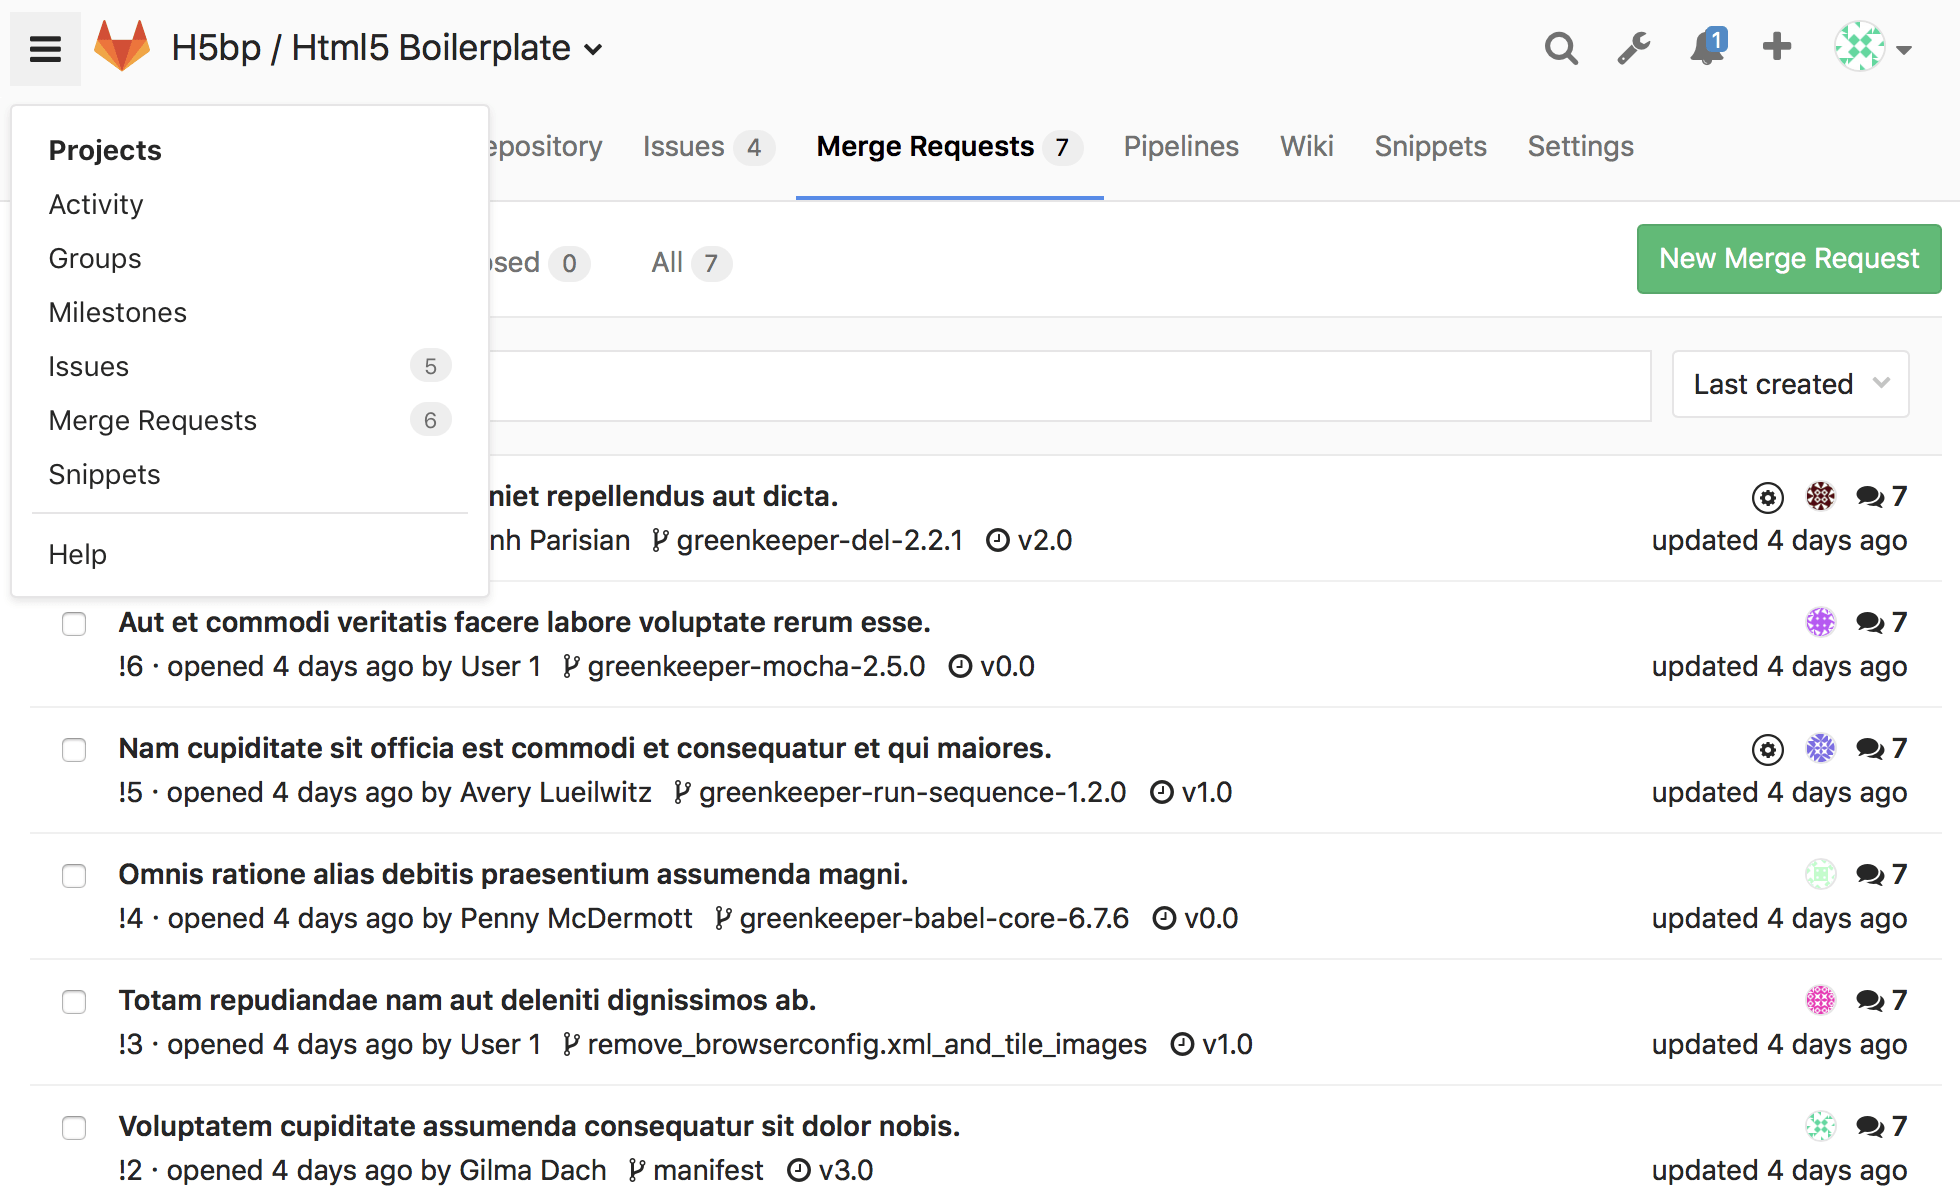 H5bp / Html5 Boilerplate
1
Projects
Activity
Groups
Milestones
Issues 5
Merge Requests 6
Snippets
Help
epository Issues 4 Merge Requests 7 Pipelines Wiki Snippets Settings
osed 0 All 7 New Merge Request
Last created
niet repellendus aut dicta. 7
nh Parisian greenkeeper-del-2.2.1 v2.0 updated 4 days ago
Aut et commodi veritatis facere labore voluptate rerum esse. 7
!6 · opened 4 days ago by User 1 greenkeeper-mocha-2.5.0 v0.0 updated 4 days ago
Nam cupiditate sit officia est commodi et consequatur et qui maiores. 7
!5 · opened 4 days ago by Avery Lueilwitz greenkeeper-run-sequence-1.2.0 v1.0 updated 4 days ago
Omnis ratione alias debitis praesentium assumenda magni. 7
!4 · opened 4 days ago by Penny McDermott greenkeeper-babel-core-6.7.6 v0.0 updated 4 days ago
Totam repudiandae nam aut deleniti dignissimos ab. 7
!3 · opened 4 days ago by User 1 remove_browserconfig.xml_and_tile_images v1.0 updated 4 days ago
Voluptatem cupiditate assumenda consequatur sit dolor nobis. 7
!2 · opened 4 days ago by Gilma Dach manifest v3.0 updated 4 days ago